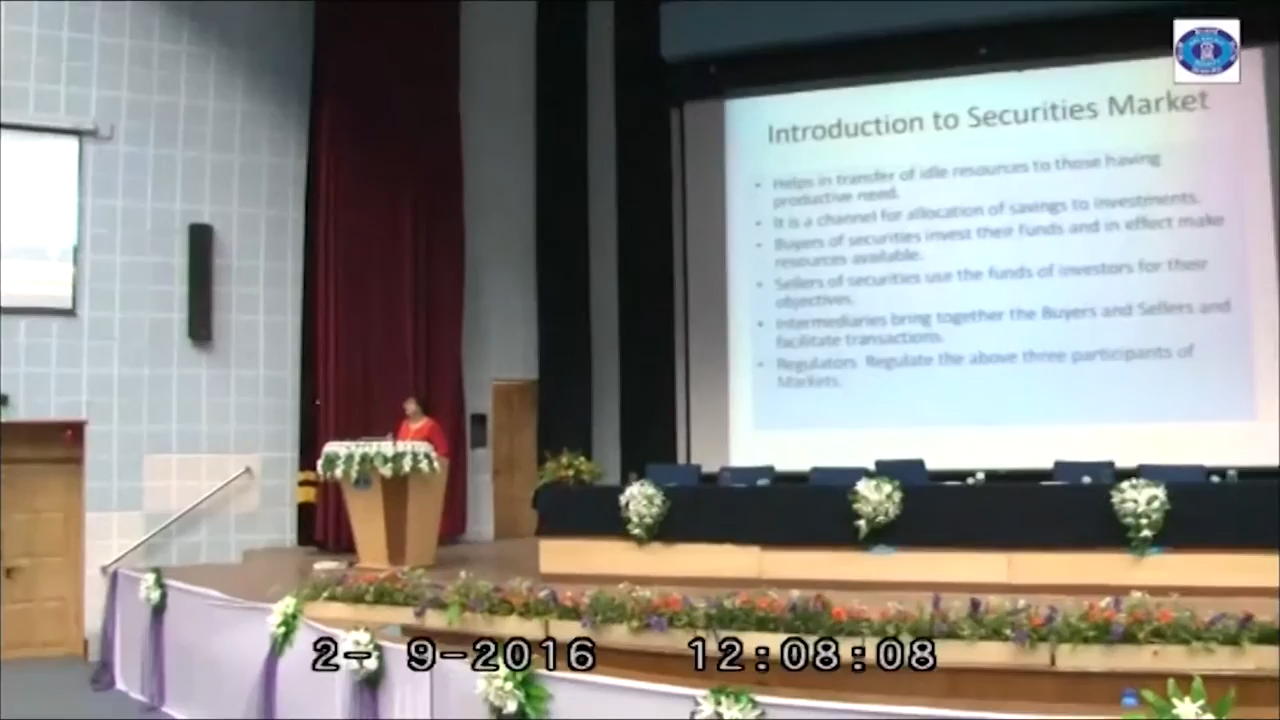 Introduction to Securities Market
• Helps in transfer of idle resources to those having
productive need.
• It is a channel for allocation of savings to investments.
• Buyers of securities invest their funds and in effect make
resources available.
• Sellers of securities use the funds of investors for their
objectives.
• Intermediaries bring together the Buyers and Sellers and
facilitate transactions.
• Regulators Regulate the above three participants of
Markets.
2- 9-2016 12:08:08